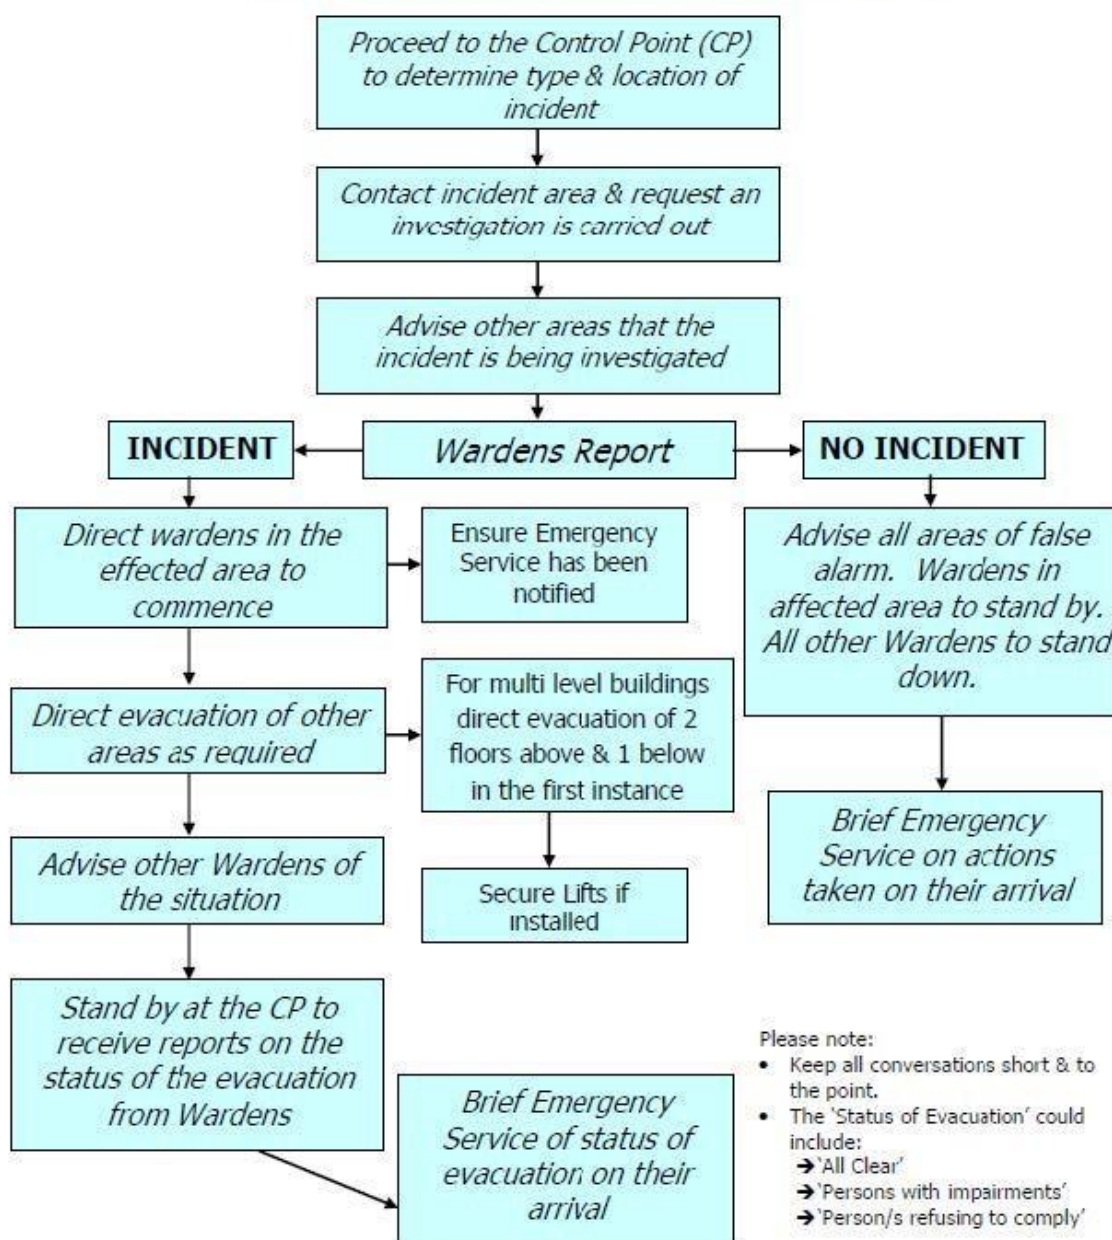 Proceed to the Control Point (CP)
to determine type & location of
incident
Contact incident area & request an
investigation is carried out
Advise other areas that the
incident is being investigated
INCIDENT
Wardens Report
NO INCIDENT
Direct wardens in the
effected area to
commence
Ensure Emergency
Service has been
notified
Advise all areas of false
alarm. Wardens in
affected area to stand by.
All other Wardens to stand
down.
Direct evacuation of other
areas as required
For multi level buildings
direct evacuation of 2
floors above & 1 below
in the first instance
Brief Emergency
Service on actions
taken on their arrival
Advise other Wardens of
the situation
Secure Lifts if
installed
Stand by at the CP to
receive reports on the
status of the evacuation
from Wardens
Brief Emergency
Service of status of
evacuation on their
arrival
Please note:
• Keep all conversations short & to
the point.
• The ‘Status of Evacuation’ could
include:
➔‘All Clear’
➔‘Persons with impairments’
➔‘Person/s refusing to comply’